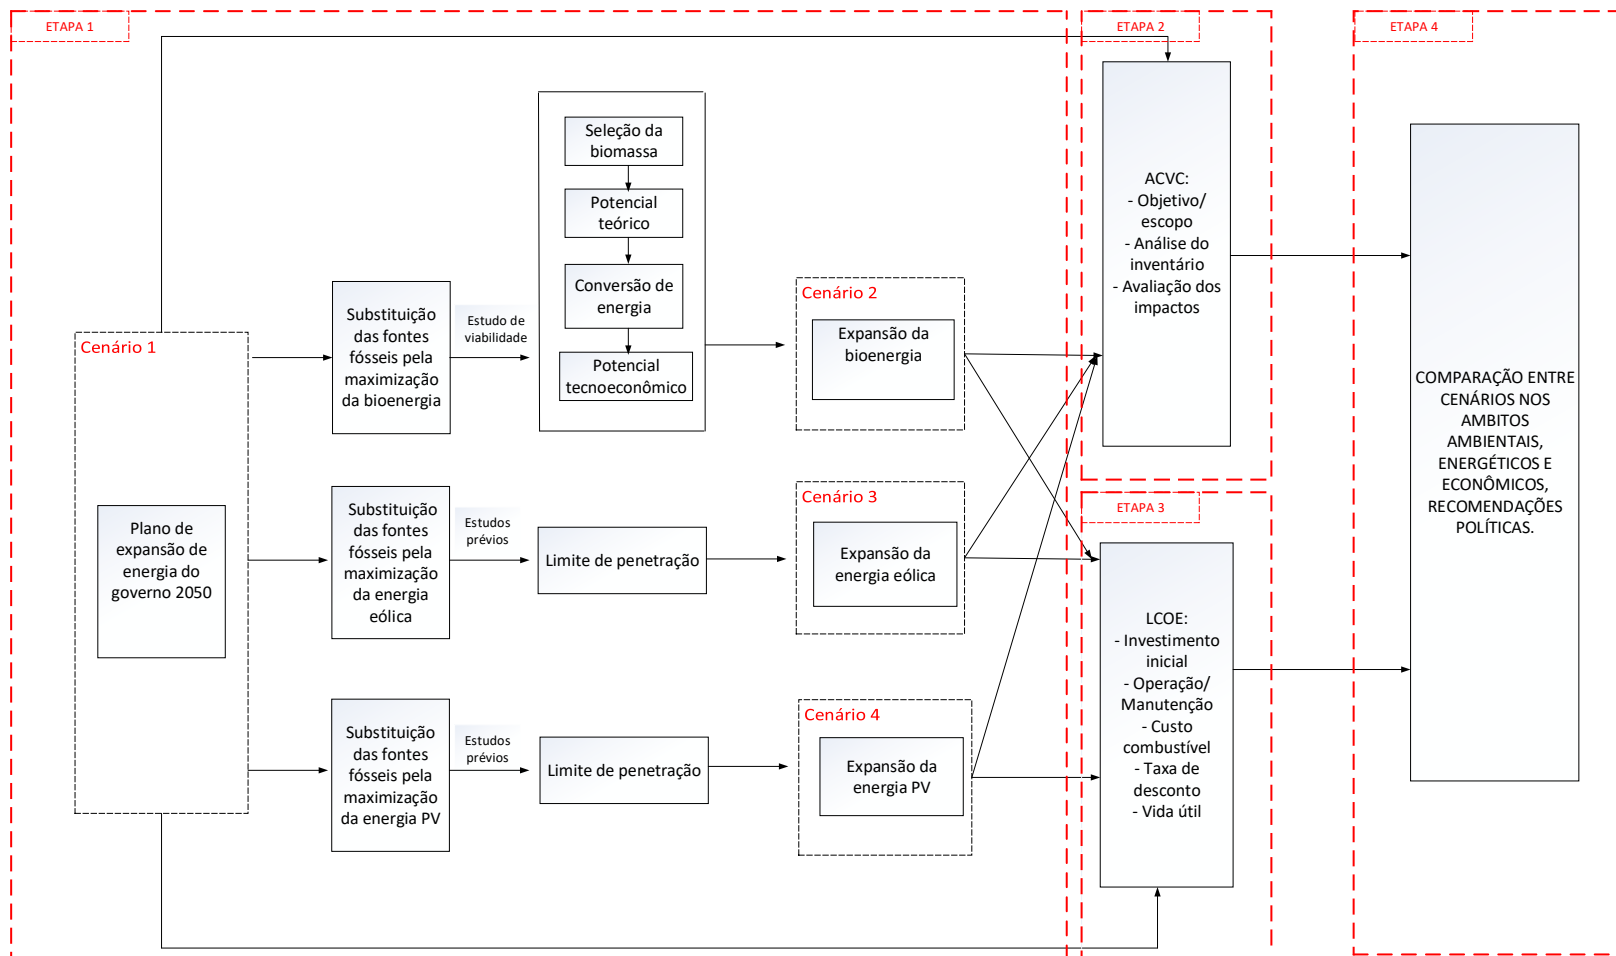 ETAPA 1
Cenário 1
Plano de
expansão de
energia do
governo 2050
Substituição
das fontes
fósseis pela
maximização
da bioenergia
Estudo de
viabilidade
Seleção da
biomassa
Potencial
teórico
Conversão de
energia
Potencial
tecnoeconômico
Cenário 2
Expansão da
bioenergia
Substituição
das fontes
fósseis pela
maximização
da energia
eólica
Estudos
prévios
Limite de penetração
Cenário 3
Expansão da
energia eólica
Substituição
das fontes
fósseis pela
maximização
da energia PV
Estudos
prévios
Limite de penetração
Cenário 4
Expansão da
energia PV
ETAPA 2
ACVC:
- Objetivo/
escopo
- Análise do
inventário
- Avaliação dos
impactos
ETAPA 3
LCOE:
- Investimento
inicial
- Operação/
Manutenção
- Custo
combustível
- Taxa de
desconto
- Vida útil
ETAPA 4
COMPARAÇÃO ENTRE
CENÁRIOS NOS
AMBITOS
AMBIENTAIS,
ENERGÉTICOS E
ECONÔMICOS,
RECOMENDAÇÕES
POLÍTICAS.